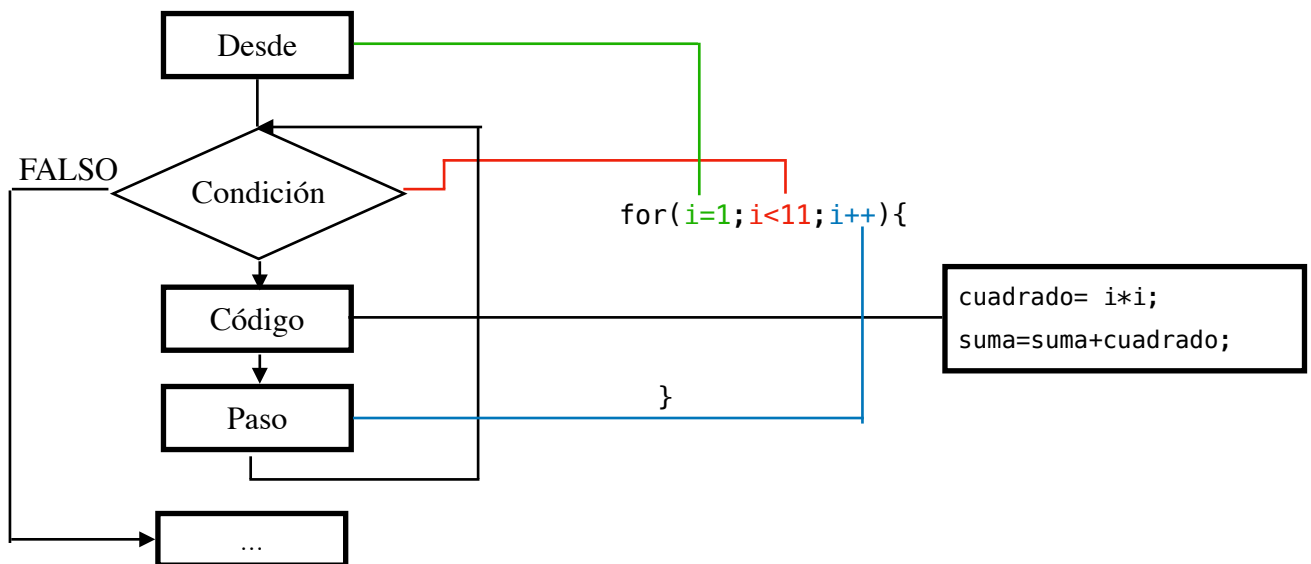 Desde
FALSO
Condición
for(i=1;i<11;i++){
cuadrado= i*i;
suma=suma+cuadrado;
Código
}
Paso
...